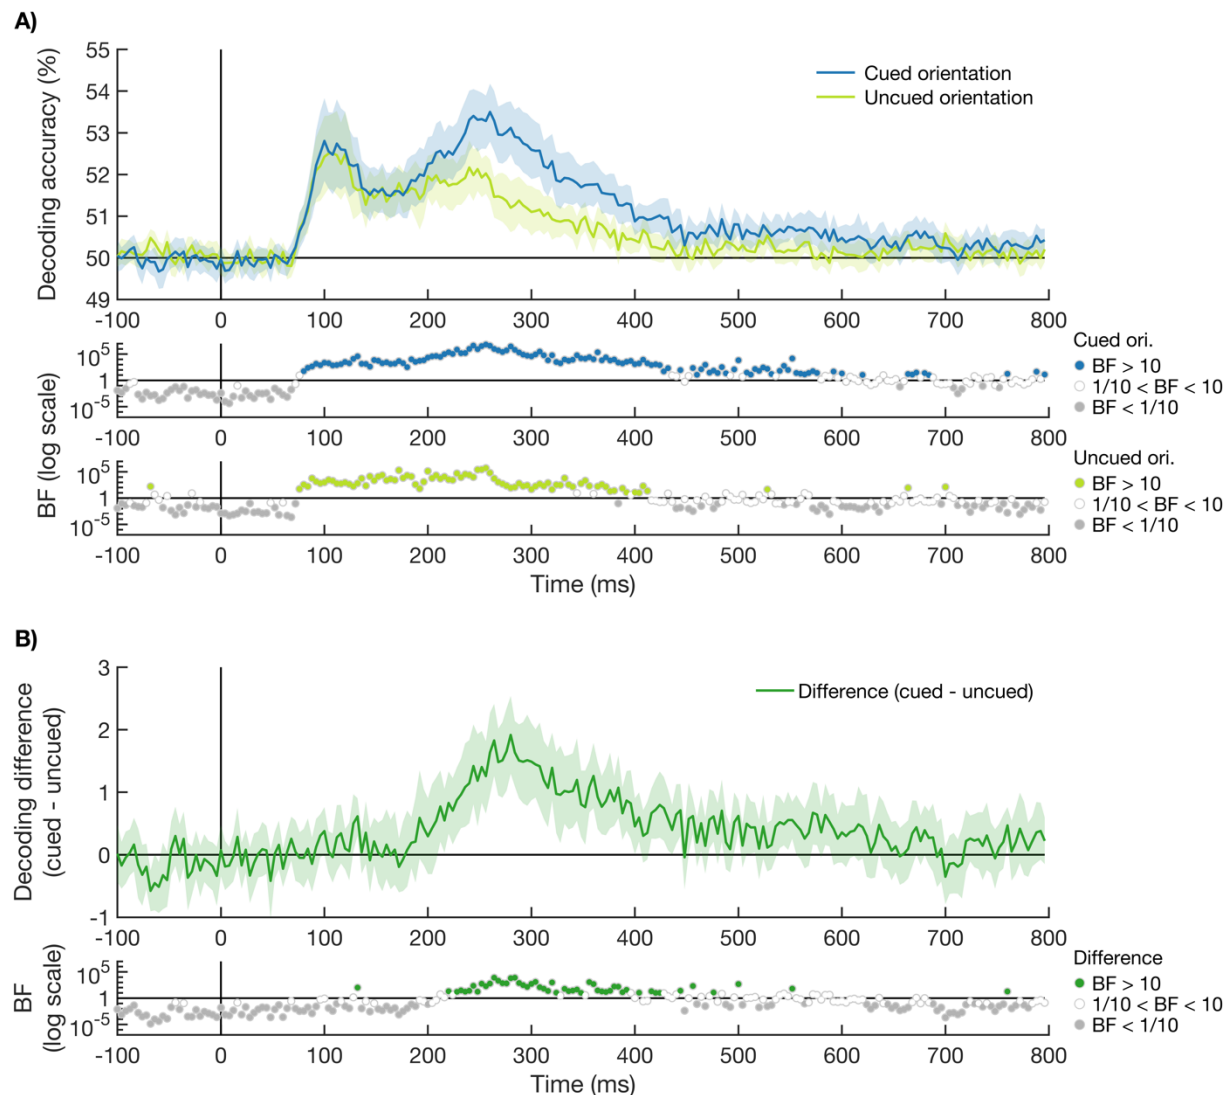 A)
Decoding accuracy (%)
55
54
53
52
51
50
49
Cued orientation
Uncued orientation
-100 0 100 200 300 400 500 600 700 800
BF (log scale)
10^5
1
10^-5
Cued ori.
BF > 10
1/10 < BF < 10
BF < 1/10
-100 0 100 200 300 400 500 600 700 800
10^5
1
10^-5
Uncued ori.
BF > 10
1/10 < BF < 10
BF < 1/10
-100 0 100 200 300 400 500 600 700 800
Time (ms)
B)
Decoding difference
(cued - uncued)
3
2
1
0
-1
Difference (cued - uncued)
-100 0 100 200 300 400 500 600 700 800
BF
(log scale)
10^5
1
10^-5
Difference
BF > 10
1/10 < BF < 10
BF < 1/10
-100 0 100 200 300 400 500 600 700 800
Time (ms)